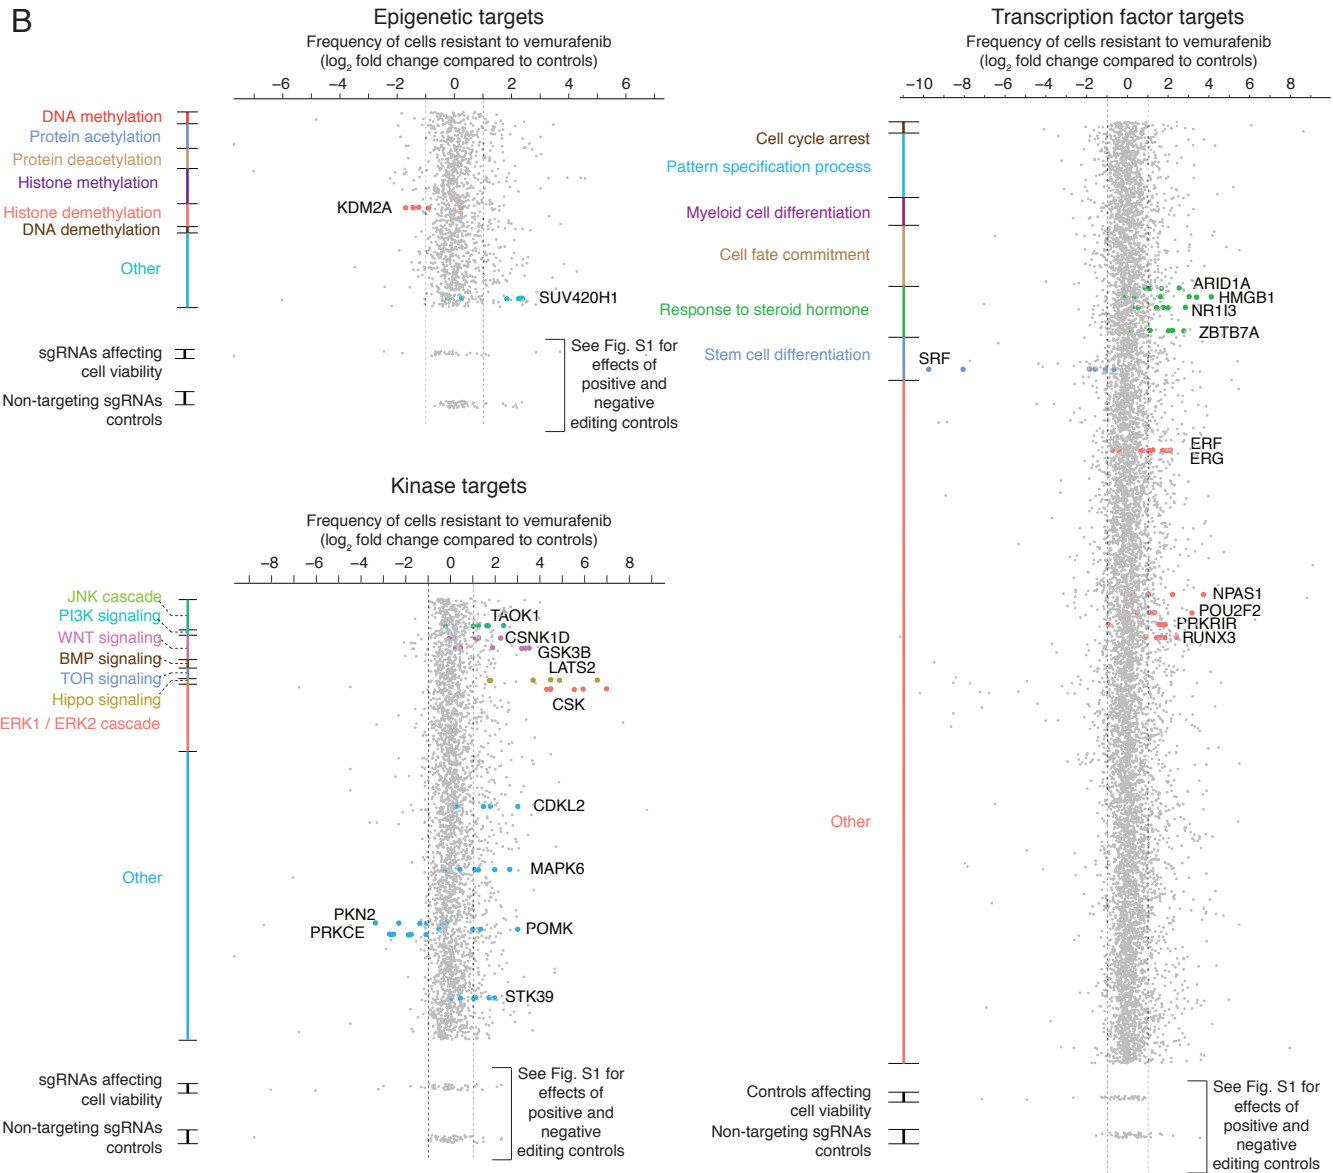 B
Epigenetic targets
Frequency of cells resistant to vemurafenib
(log2 fold change compared to controls)
−6 −4 −2 0 2 4 6
DNA methylation
Protein acetylation
Protein deacetylation
Histone methylation
Histone demethylation
DNA demethylation
Other
KDM2A
SUV420H1
sgRNAs affecting
cell viability
Non-targeting sgRNAs
controls
See Fig. S1 for
effects of
positive and
negative
editing controls
Kinase targets
Frequency of cells resistant to vemurafenib
(log2 fold change compared to controls)
−8 −6 −4 −2 0 2 4 6 8
JNK cascade
PI3K signaling
WNT signaling
BMP signaling
TOR signaling
Hippo signaling
ERK1 / ERK2 cascade
Other
TAOK1
CSNK1D
GSK3B
LATS2
CSK
CDKL2
MAPK6
PKN2
PRKCE
POMK
STK39
sgRNAs affecting
cell viability
Non-targeting sgRNAs
controls
See Fig. S1 for
effects of
positive and
negative
editing controls
Transcription factor targets
Frequency of cells resistant to vemurafenib
(log2 fold change compared to controls)
−10 −8 −6 −4 −2 0 2 4 6 8
Cell cycle arrest
Pattern specification process
Myeloid cell differentiation
Cell fate commitment
Response to steroid hormone
Stem cell differentiation
Other
ARID1A
HMGB1
NR1I3
ZBTB7A
SRF
ERF
ERG
NPAS1
POU2F2
PRKRIR
RUNX3
Controls affecting
cell viability
Non-targeting sgRNAs
controls
See Fig. S1 for
effects of
positive and
negative
editing controls